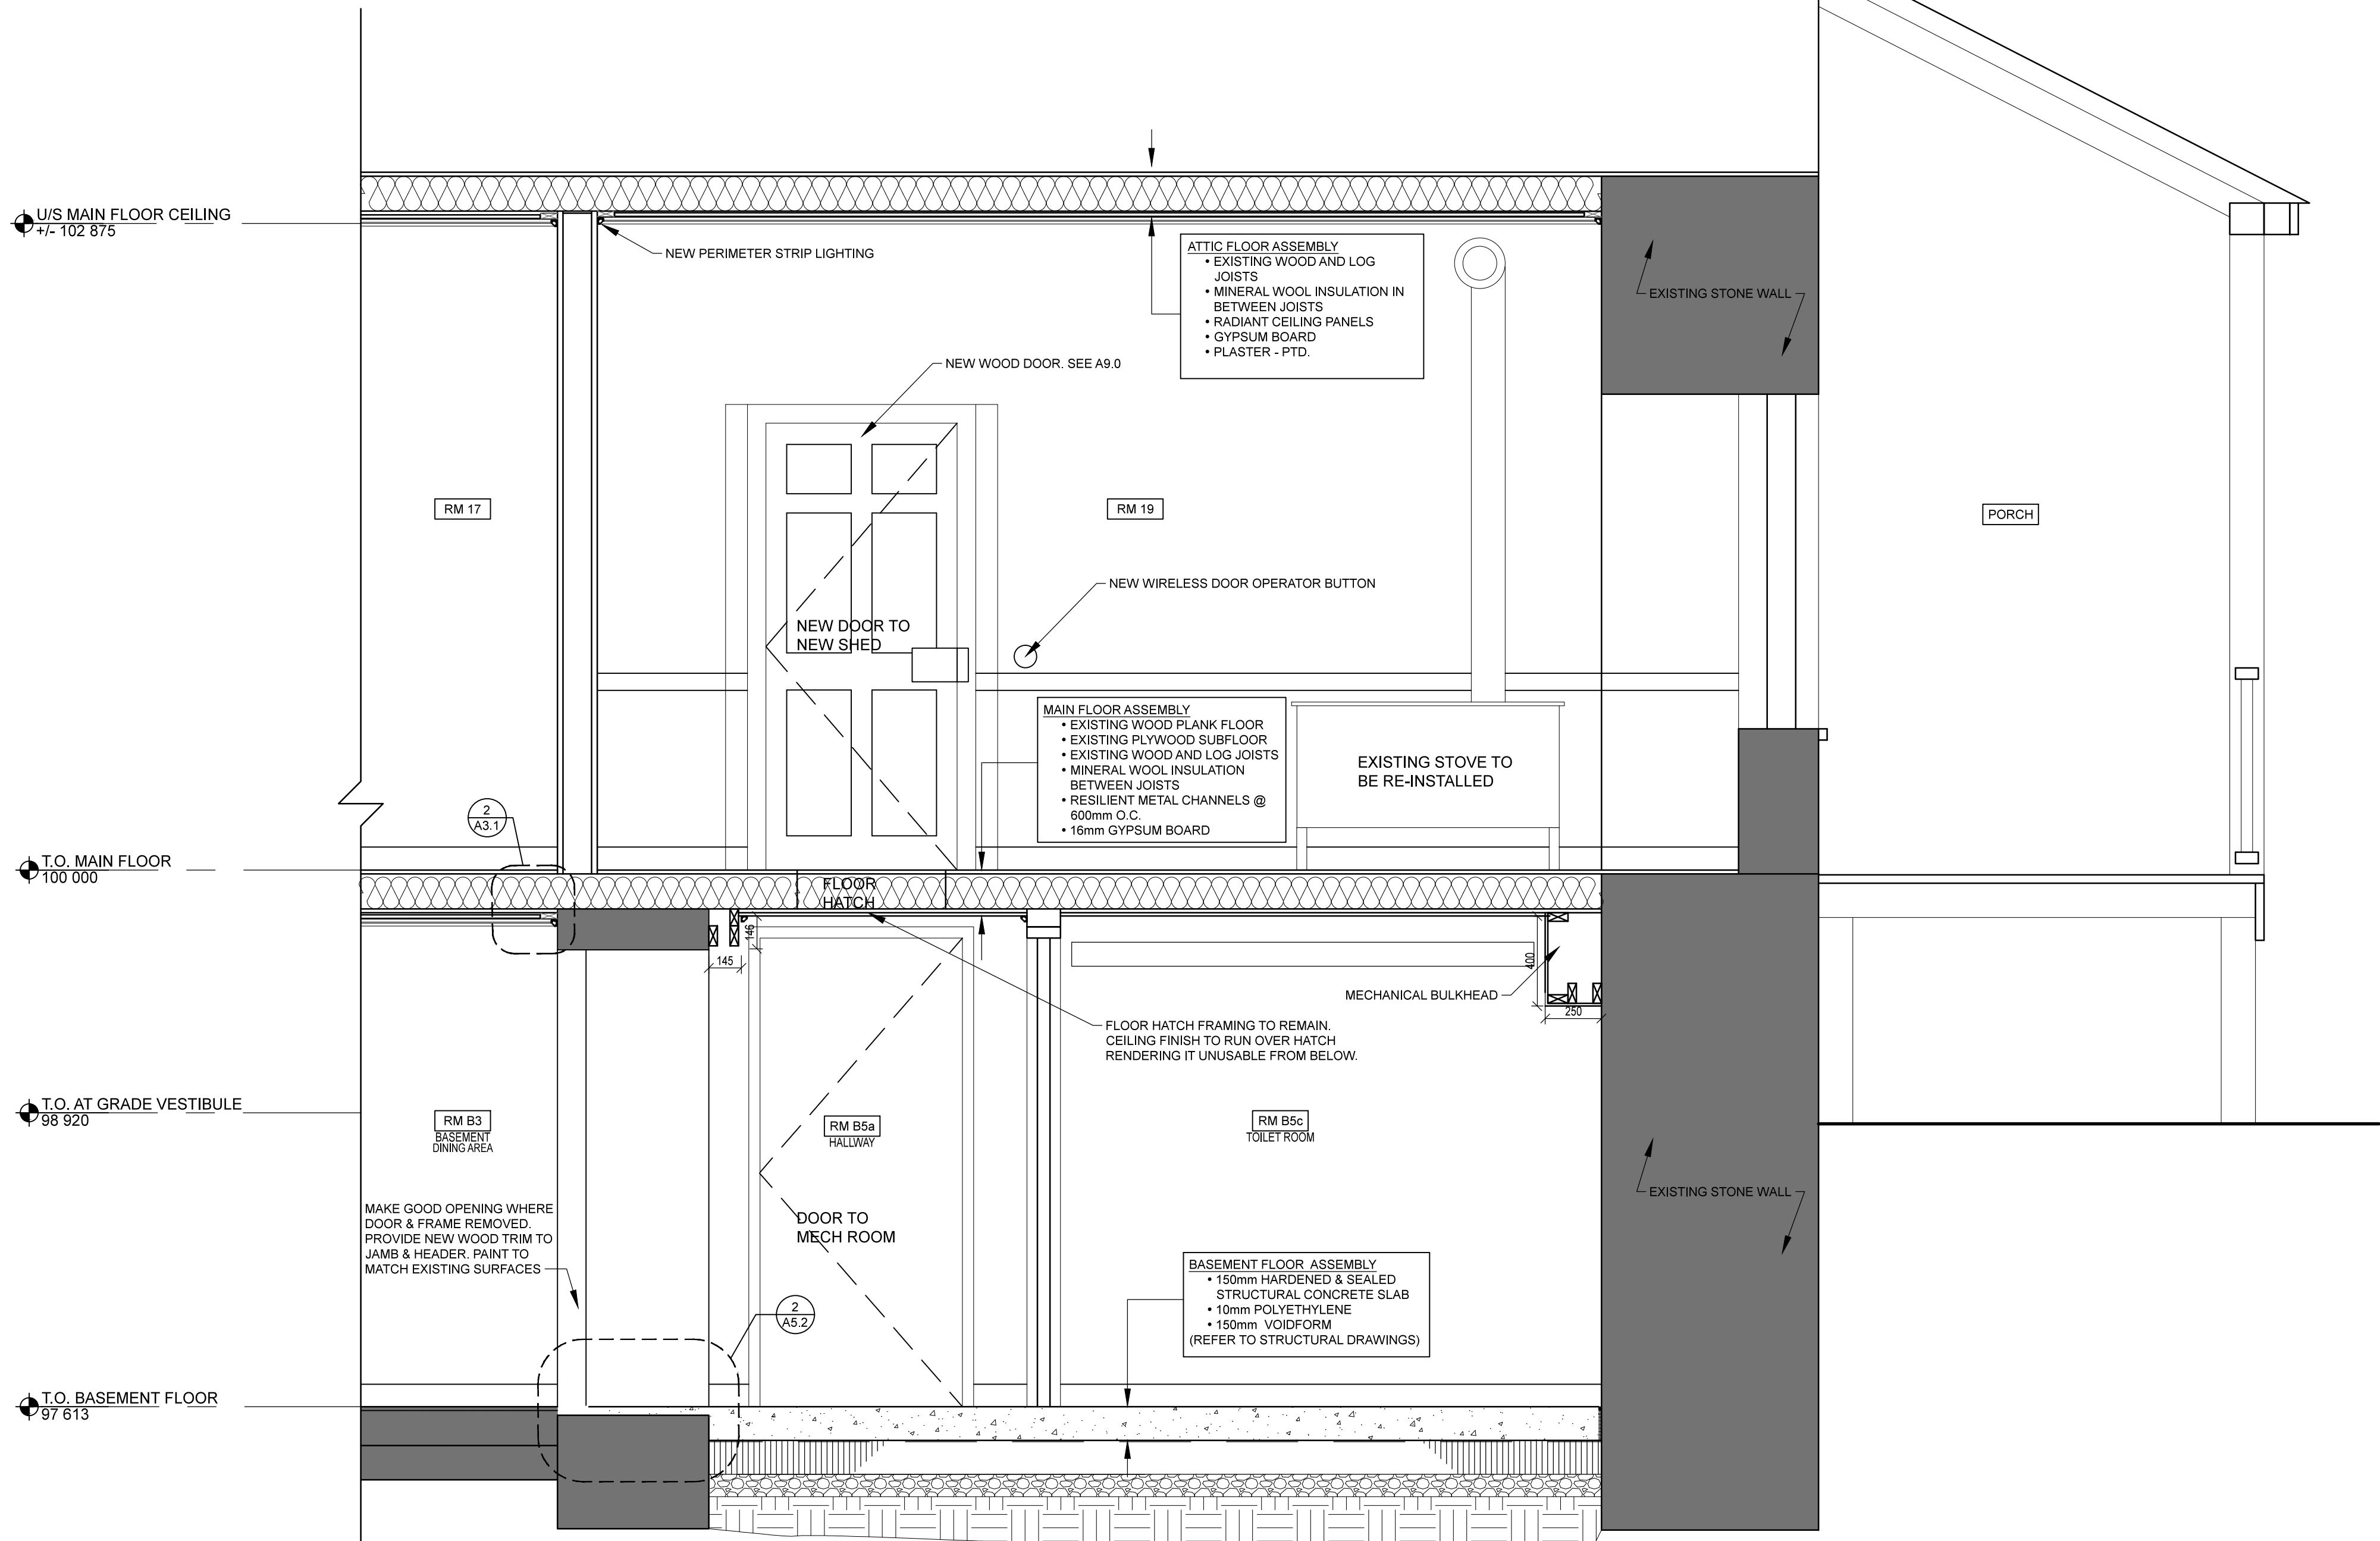 U/S MAIN FLOOR CEILING
+/- 102 875
NEW PERIMETER STRIP LIGHTING
ATTIC FLOOR ASSEMBLY
• EXISTING WOOD AND LOG
JOISTS
• MINERAL WOOL INSULATION IN
BETWEEN JOISTS
• RADIANT CEILING PANELS
• GYPSUM BOARD
• PLASTER - PTD.
EXISTING STONE WALL
NEW WOOD DOOR. SEE A9.0
RM 17
RM 19
PORCH
NEW WIRELESS DOOR OPERATOR BUTTON
NEW DOOR TO
NEW SHED
MAIN FLOOR ASSEMBLY
• EXISTING WOOD PLANK FLOOR
• EXISTING PLYWOOD SUBFLOOR
• EXISTING WOOD AND LOG JOISTS
• MINERAL WOOL INSULATION
BETWEEN JOISTS
• RESILIENT METAL CHANNELS @
600mm O.C.
• 16mm GYPSUM BOARD
EXISTING STOVE TO
BE RE-INSTALLED
2
A3.1
T.O. MAIN FLOOR
100 000
FLOOR
HATCH
146
145
400
MECHANICAL BULKHEAD
250
FLOOR HATCH FRAMING TO REMAIN.
CEILING FINISH TO RUN OVER HATCH
RENDERING IT UNUSABLE FROM BELOW.
T.O. AT GRADE VESTIBULE
98 920
RM B3
BASEMENT
DINING AREA
RM B5a
HALLWAY
RM B5c
TOILET ROOM
EXISTING STONE WALL
MAKE GOOD OPENING WHERE
DOOR & FRAME REMOVED.
PROVIDE NEW WOOD TRIM TO
JAMB & HEADER. PAINT TO
MATCH EXISTING SURFACES
DOOR TO
MECH ROOM
2
A5.2
BASEMENT FLOOR ASSEMBLY
• 150mm HARDENED & SEALED
STRUCTURAL CONCRETE SLAB
• 10mm POLYETHYLENE
• 150mm VOIDFORM
(REFER TO STRUCTURAL DRAWINGS)
T.O. BASEMENT FLOOR
97 613